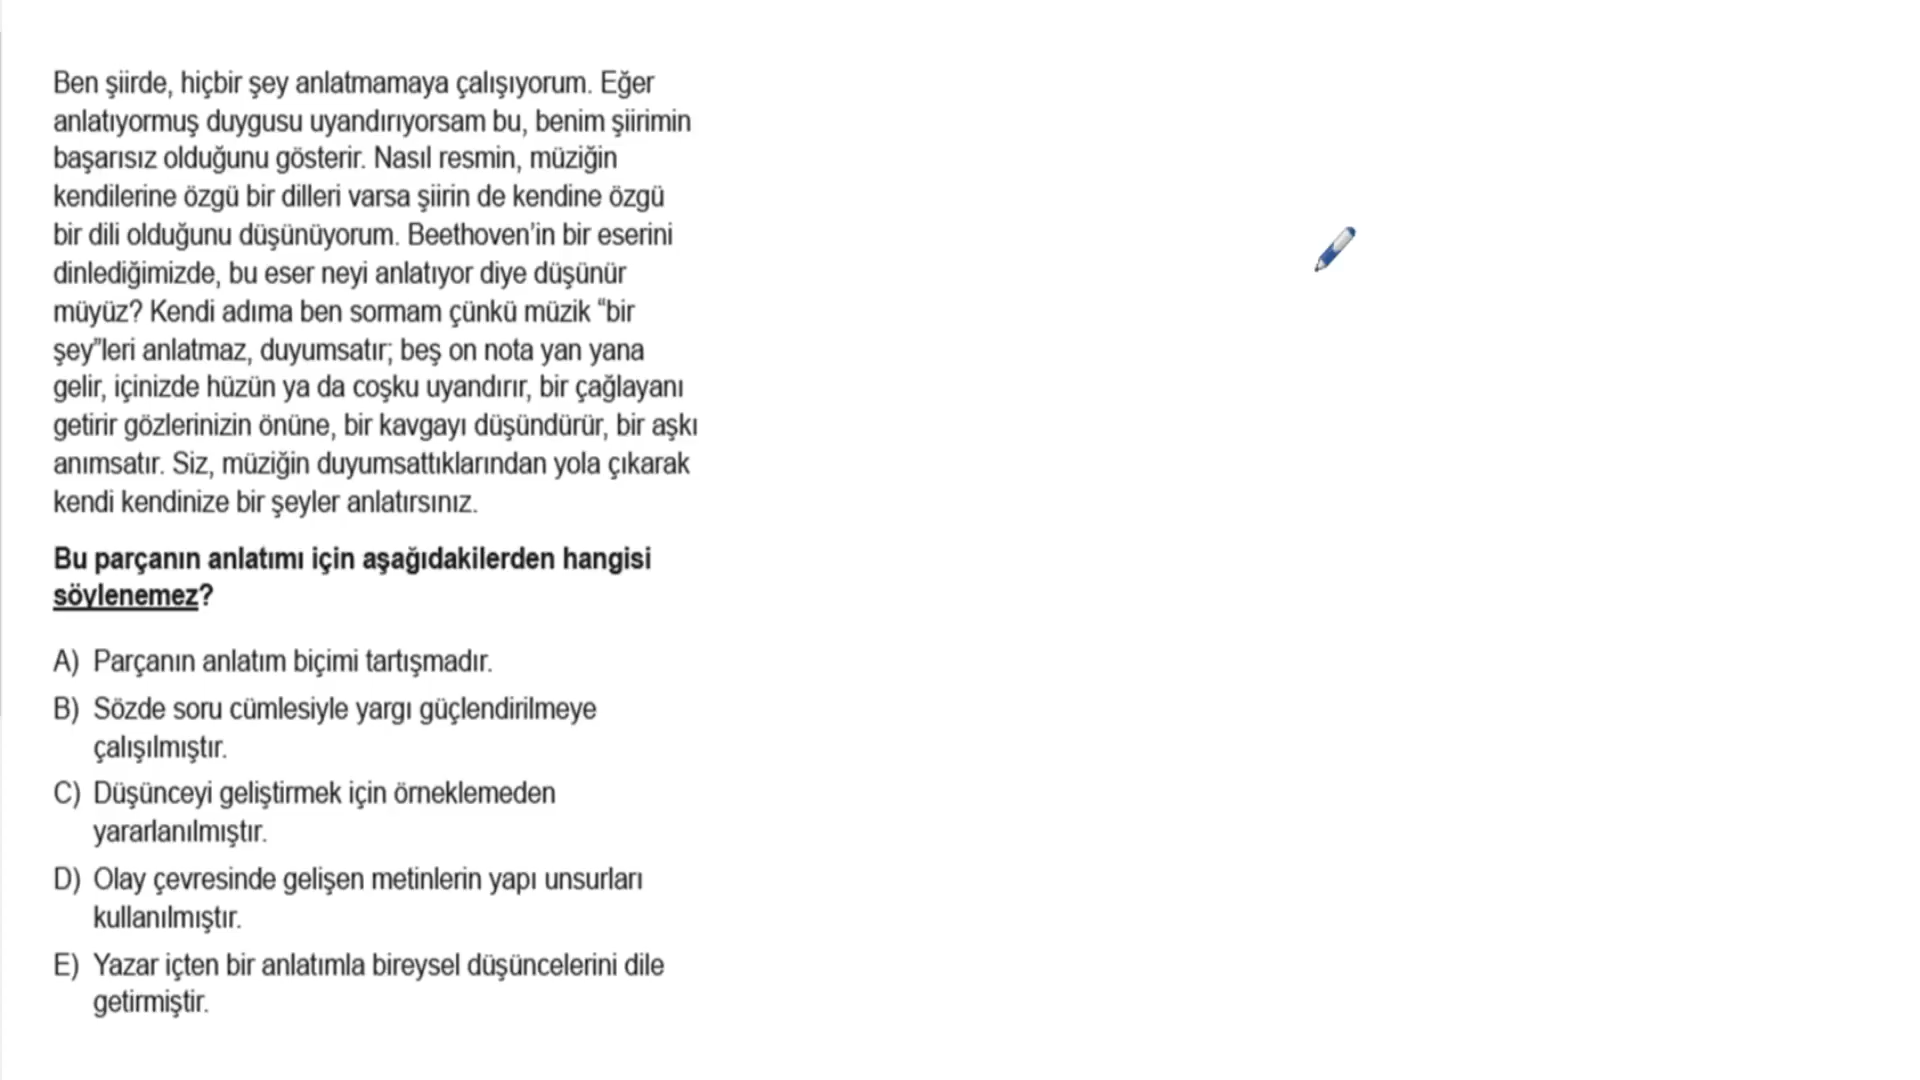 Ben şiirde, hiçbir şey anlatmamaya çalışıyorum. Eğer
anlatıyormuş duygusu uyandırıyorsam bu, benim şiirimin
başarısız olduğunu gösterir. Nasıl resmin, müziğin
kendilerine özgü bir dilleri varsa şiirin de kendine özgü
bir dili olduğunu düşünüyorum. Beethoven'in bir eserini
dinlediğimizde, bu eser neyi anlatıyor diye düşünür
müyüz? Kendi adıma ben sormam çünkü müzik “bir
şey”leri anlatmaz, duyumsatır; beş on nota yan yana
gelir, içinizde hüzün ya da coşku uyandırır, bir çağlayanı
getirir gözlerinizin önüne, bir kavgayı düşündürür, bir aşkı
anımsatır. Siz, müziğin duyumsattıklarından yola çıkarak
kendi kendinize bir şeyler anlatırsınız.
Bu parçanın anlatımı için aşağıdakilerden hangisi
söylenemez?
A) Parçanın anlatım biçimi tartışmadır.
B) Sözde soru cümlesiyle yargı güçlendirilmeye
çalışılmıştır.
C) Düşünceyi geliştirmek için örneklemeden
yararlanılmıştır.
D) Olay çevresinde gelişen metinlerin yapı unsurları
kullanılmıştır.
E) Yazar içten bir anlatımla bireysel düşüncelerini dile
getirmiştir.